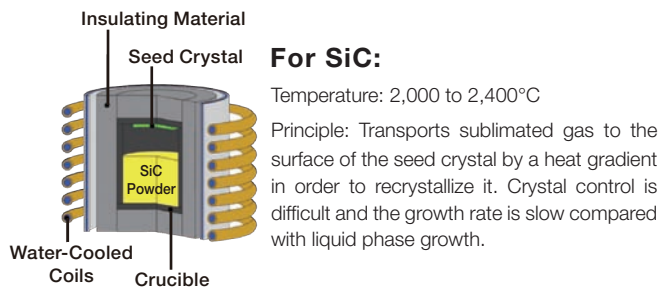 Insulating Material
Seed Crystal
SiC
Powder
Water-Cooled
Coils
Crucible
For SiC:
Temperature: 2,000 to 2,400°C
Principle: Transports sublimated gas to the
surface of the seed crystal by a heat gradient
in order to recrystallize it. Crystal control is
difficult and the growth rate is slow compared
with liquid phase growth.